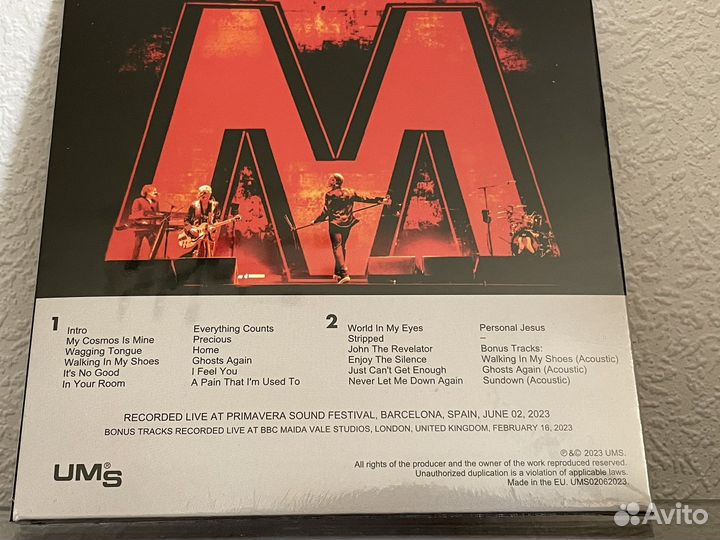 M
1
Intro
My Cosmos Is Mine
Wagging Tongue
Walking In My Shoes
It's No Good
In Your Room
Everything Counts
Precious
Home
Ghosts Again
I Feel You
A Pain That I'm Used To
2
World In My Eyes
Stripped
John The Revelator
Enjoy The Silence
Just Can't Get Enough
Never Let Me Down Again
Personal Jesus
–
Bonus Tracks:
Walking In My Shoes (Acoustic)
Ghosts Again (Acoustic)
Sundown (Acoustic)
RECORDED LIVE AT PRIMAVERA SOUND FESTIVAL, BARCELONA, SPAIN, JUNE 02, 2023
BONUS TRACKS RECORDED LIVE AT BBC MAIDA VALE STUDIOS, LONDON, UNITED KINGDOM, FEBRUARY 16, 2023
UMS®
℗&© 2023 UMS.
All rights of the producer and the owner of the work reproduced reserved.
Unauthorized duplication is a violation of applicable laws.
Made in the EU. UMS02062023
Avito